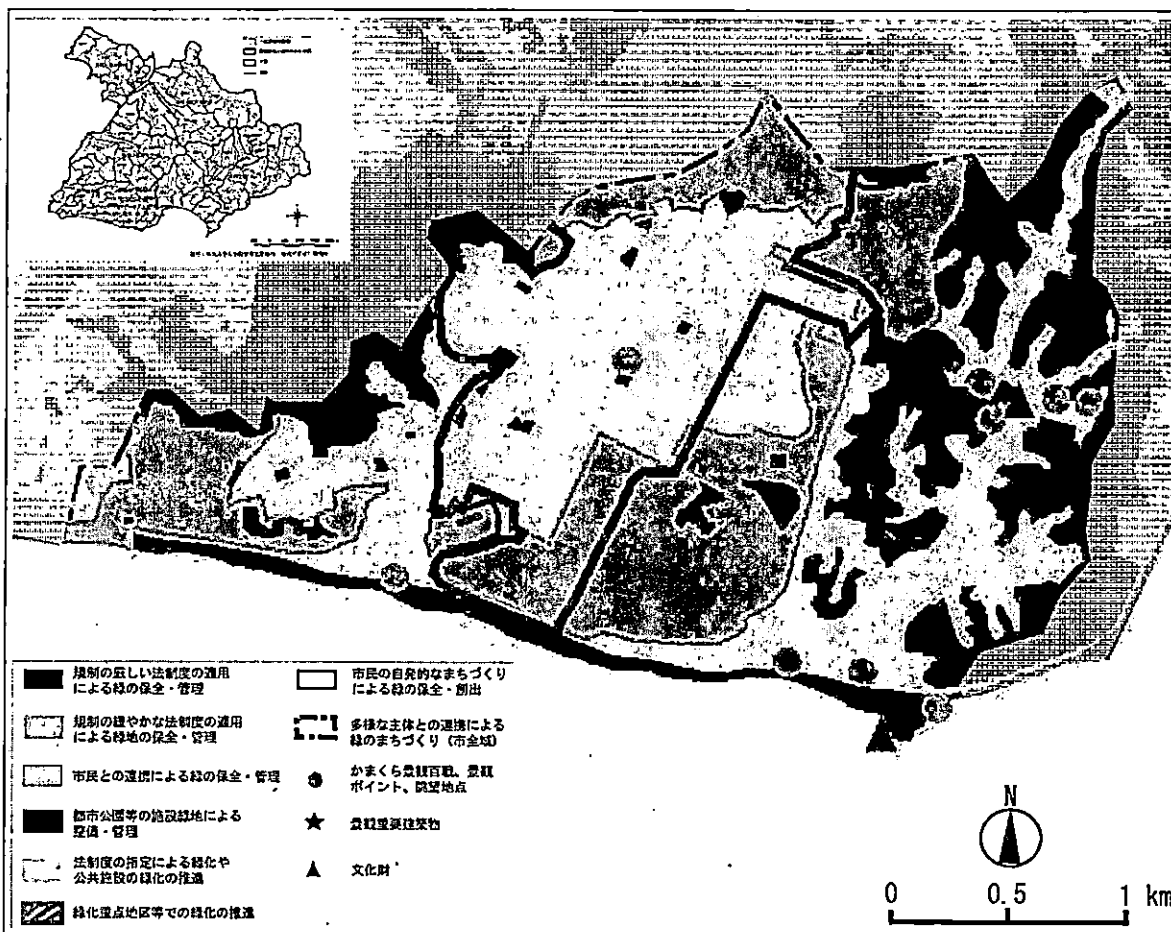 規制の厳しい法制度の適用
による緑の保全・管理
規制の緩やかな法制度の適用
による緑地の保全・管理
市民との連携による緑の保全・管理
都市公園等の施設緑地による
整備・管理
法制度の指定による緑化や
公共施設の緑化の推進
緑化重点地区等での緑化の推進
市民の自発的なまちづくり
による緑の保全・創出
多様な主体との連携による
緑のまちづくり（市全域）
かまくら景観百選、景観
ポイント、眺望地点
景観重要建築物
文化財
N
0 0.5 1 km